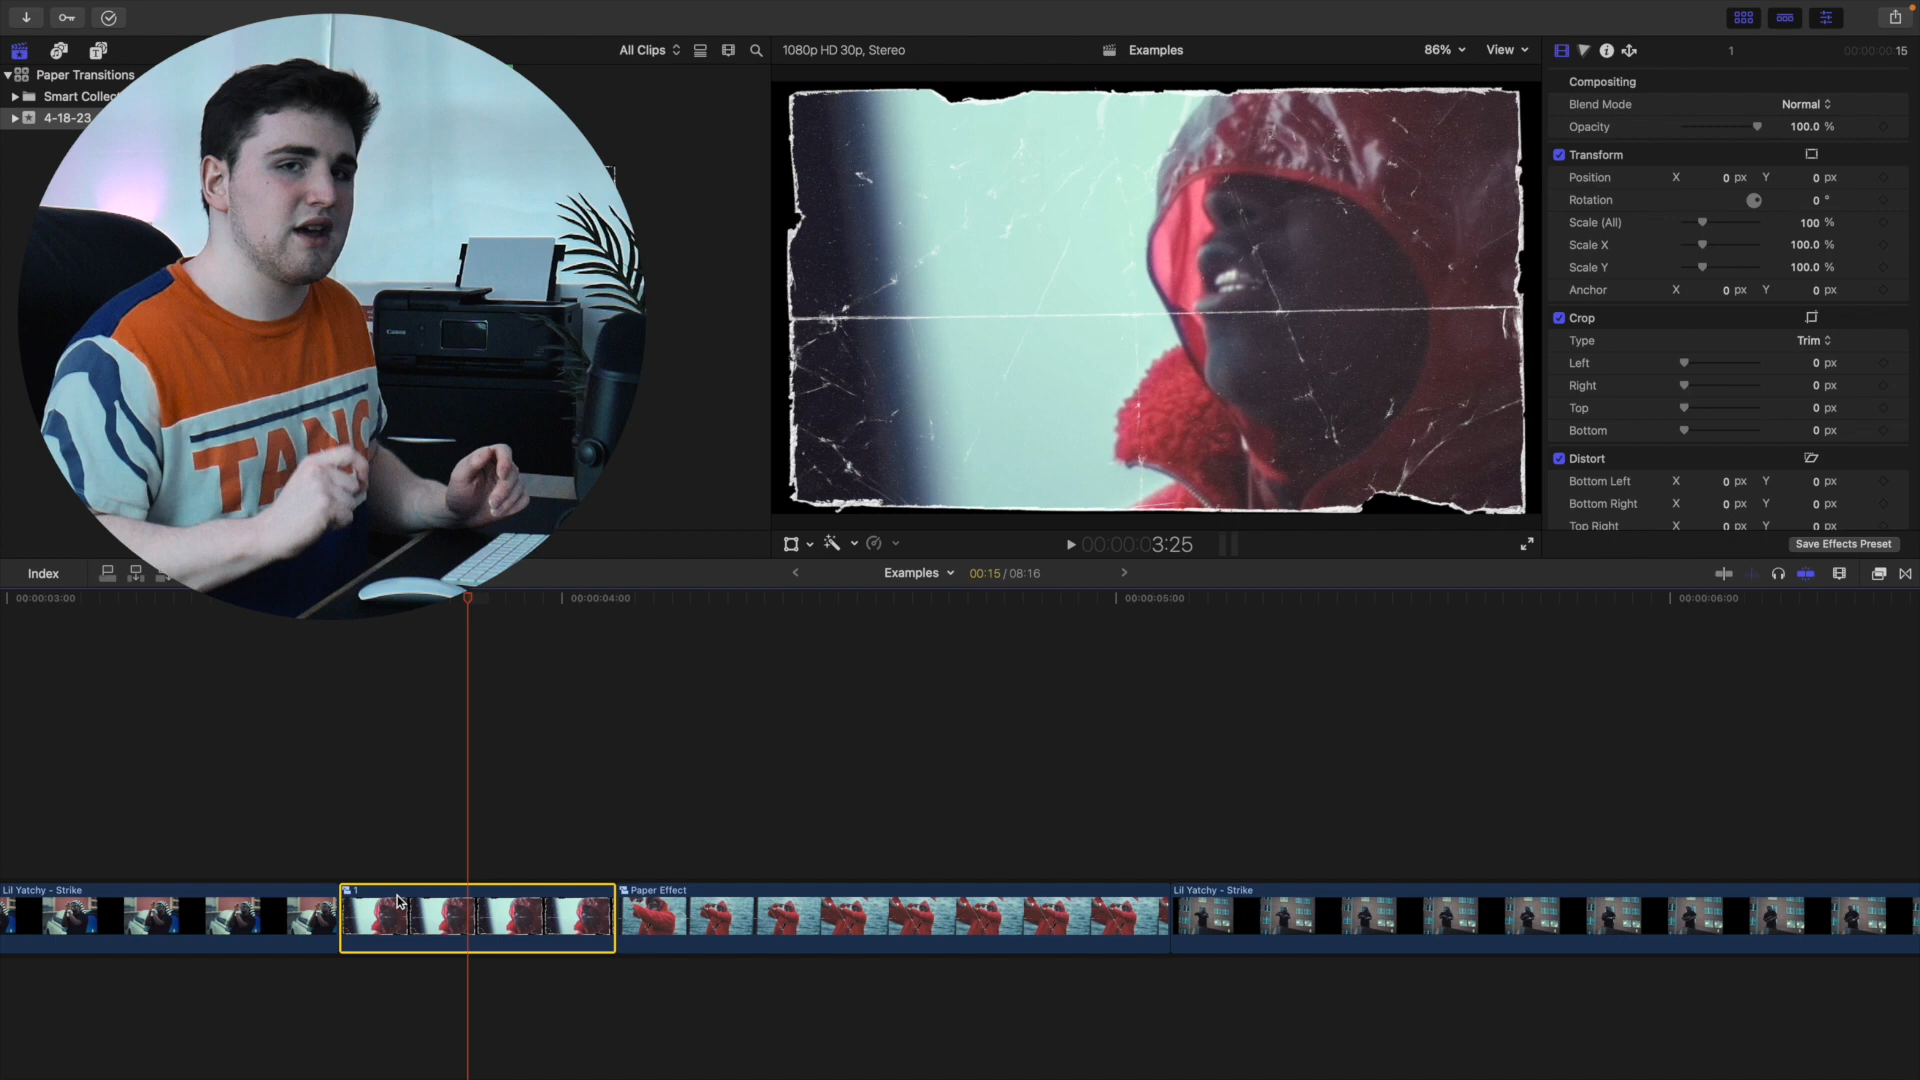 All Clips
1080p HD 30p, Stereo
Examples
86%
View
1
00:00:00:15
Paper Transitions
Smart Collec
4-18-23
Canon
TANG
Compositing
Blend Mode Normal
Opacity 100.0 %
Transform
Position X 0 px Y 0 px
Rotation 0 °
Scale (All) 100 %
Scale X 100.0 %
Scale Y 100.0 %
Anchor X 0 px Y 0 px
Crop
Type Trim
Left 0 px
Right 0 px
Top 0 px
Bottom 0 px
Distort
Bottom Left X 0 px Y 0 px
Bottom Right X 0 px Y 0 px
Top Right X 0 px Y 0 px
00:00:03:25
Save Effects Preset
Index
Examples
00:15 / 08:16
00:00:03:00
00:00:04:00
00:00:05:00
00:00:06:00
Lil Yatchy - Strike
1
Paper Effect
Lil Yatchy - Strike